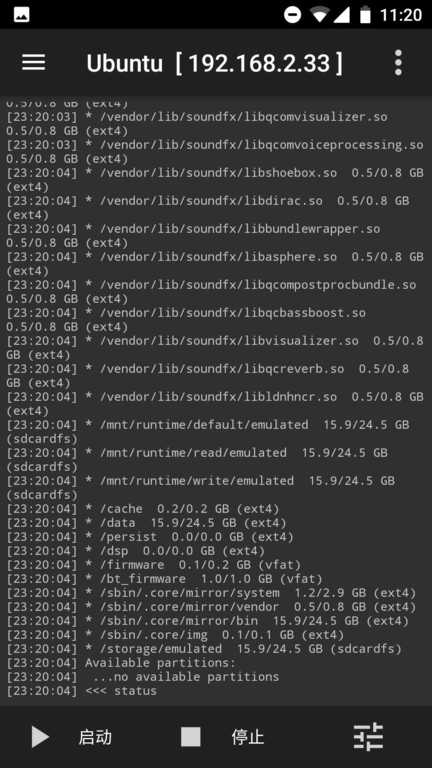 11:20
Ubuntu [ 192.168.2.33 ]
0.5/0.8 GB (ext4)
[23:20:03] * /vendor/lib/soundfx/libqcomvisualizer.so
0.5/0.8 GB (ext4)
[23:20:03] * /vendor/lib/soundfx/libqcomvoiceprocessing.so
0.5/0.8 GB (ext4)
[23:20:04] * /vendor/lib/soundfx/libshoebox.so  0.5/0.8 GB
(ext4)
[23:20:04] * /vendor/lib/soundfx/libdirac.so  0.5/0.8 GB
(ext4)
[23:20:04] * /vendor/lib/soundfx/libbundlewrapper.so
0.5/0.8 GB (ext4)
[23:20:04] * /vendor/lib/soundfx/libasphere.so  0.5/0.8 GB
(ext4)
[23:20:04] * /vendor/lib/soundfx/libqcompostprocbundle.so
0.5/0.8 GB (ext4)
[23:20:04] * /vendor/lib/soundfx/libqcbassboost.so
0.5/0.8 GB (ext4)
[23:20:04] * /vendor/lib/soundfx/libvisualizer.so  0.5/0.8
GB (ext4)
[23:20:04] * /vendor/lib/soundfx/libqcreverb.so  0.5/0.8
GB (ext4)
[23:20:04] * /vendor/lib/soundfx/libldnhncr.so  0.5/0.8 GB
(ext4)
[23:20:04] * /mnt/runtime/default/emulated  15.9/24.5 GB
(sdcardfs)
[23:20:04] * /mnt/runtime/read/emulated  15.9/24.5 GB
(sdcardfs)
[23:20:04] * /mnt/runtime/write/emulated  15.9/24.5 GB
(sdcardfs)
[23:20:04] * /cache  0.2/0.2 GB (ext4)
[23:20:04] * /data  15.9/24.5 GB (ext4)
[23:20:04] * /persist  0.0/0.0 GB (ext4)
[23:20:04] * /dsp  0.0/0.0 GB (ext4)
[23:20:04] * /firmware  0.1/0.2 GB (vfat)
[23:20:04] * /bt_firmware  1.0/1.0 GB (vfat)
[23:20:04] * /sbin/.core/mirror/system  1.2/2.9 GB (ext4)
[23:20:04] * /sbin/.core/mirror/vendor  0.5/0.8 GB (ext4)
[23:20:04] * /sbin/.core/mirror/bin  15.9/24.5 GB (ext4)
[23:20:04] * /sbin/.core/img  0.1/0.1 GB (ext4)
[23:20:04] * /storage/emulated  15.9/24.5 GB (sdcardfs)
[23:20:04] Available partitions:
[23:20:04]  ...no available partitions
[23:20:04] <<< status
启动 停止